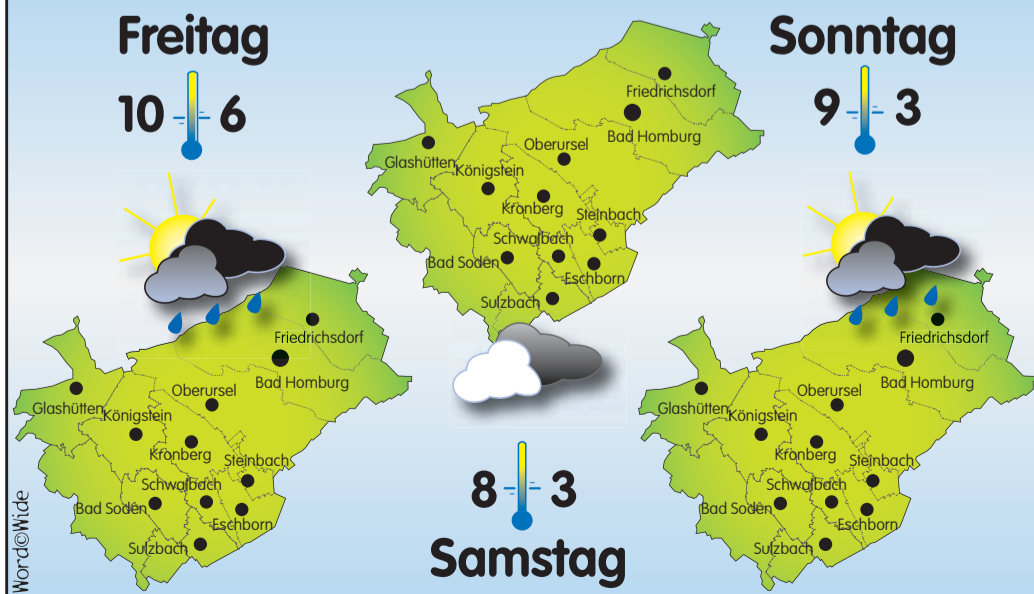 Freitag
10 6
Friedrichsdorf
Bad Homburg
Glashütten
Oberursel
Königstein
Kronberg
Steinbach
Schwalbach
Bad Soden
Eschborn
Sulzbach
Friedrichsdorf
Bad Homburg
Oberursel
Glashütten
Königstein
Kronberg
Steinbach
Schwalbach
Bad Soden
Eschborn
Sulzbach
8 3
Samstag
Sonntag
9 3
Friedrichsdorf
Bad Homburg
Glashütten
Oberursel
Königstein
Kronberg
Steinbach
Schwalbach
Bad Soden
Eschborn
Sulzbach
Word©Wide